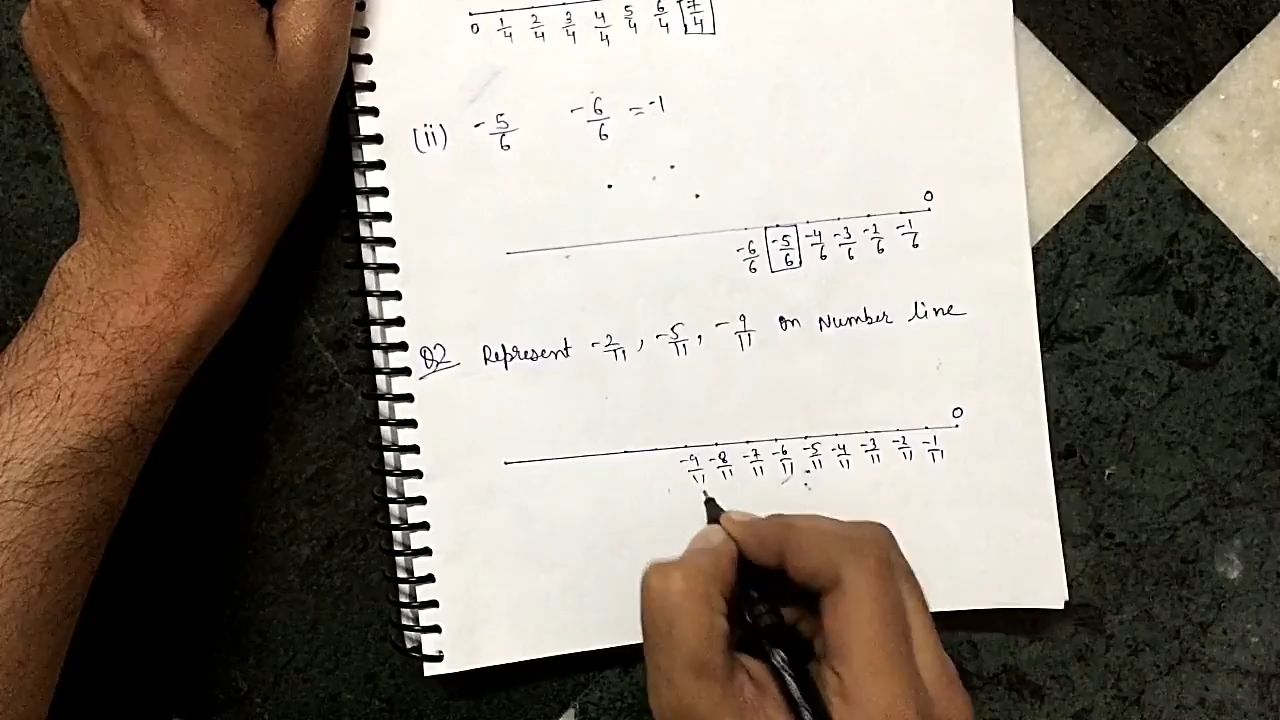 0 1/4 2/4 3/4 4/4 5/4 6/4 7/4
(ii) -5/6 -6/6 = -1
0
-6/6 -5/6 -4/6 -3/6 -2/6 -1/6
Q2 Represent -2/11, -5/11, -9/11 on Number line
0
-9/11 -8/11 -7/11 -6/11 -5/11 -4/11 -3/11 -2/11 -1/11